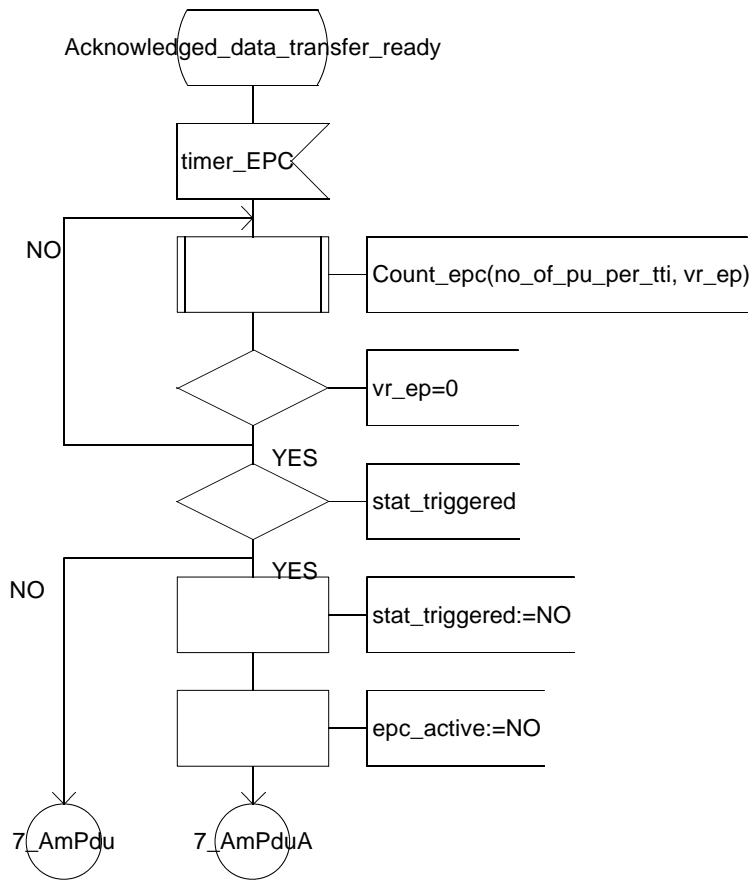 Acknowledged_data_transfer_ready
timer_EPC
NO
Count_epc(no_of_pu_per_tti, vr_ep)
vr_ep=0
YES
stat_triggered
YES
NO
stat_triggered:=NO
epc_active:=NO
7_AmPdu
7_AmPduA